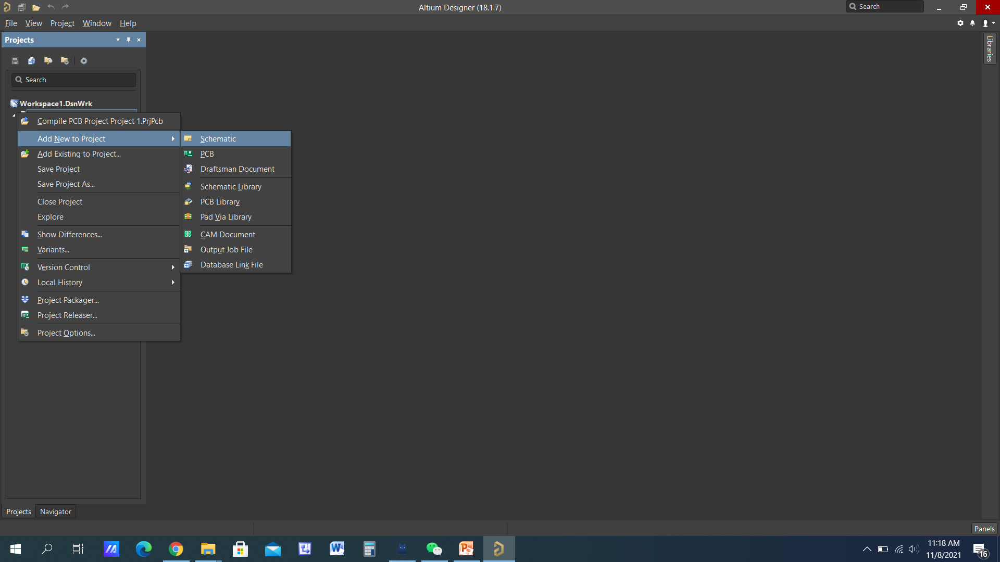 Altium Designer (18.1.7)
Search
File View Project Window Help
Projects
Libraries
Search
Workspace1.DsnWrk
Compile PCB Project Project 1.PrjPcb
Add New to Project
Add Existing to Project...
Save Project
Save Project As...
Close Project
Explore
Show Differences...
Variants...
Version Control
Local History
Project Packager...
Project Releaser...
Project Options...
Schematic
PCB
Draftsman Document
Schematic Library
PCB Library
Pad Via Library
CAM Document
Output Job File
Database Link File
Projects Navigator
Panels
11:18 AM
11/8/2021
16